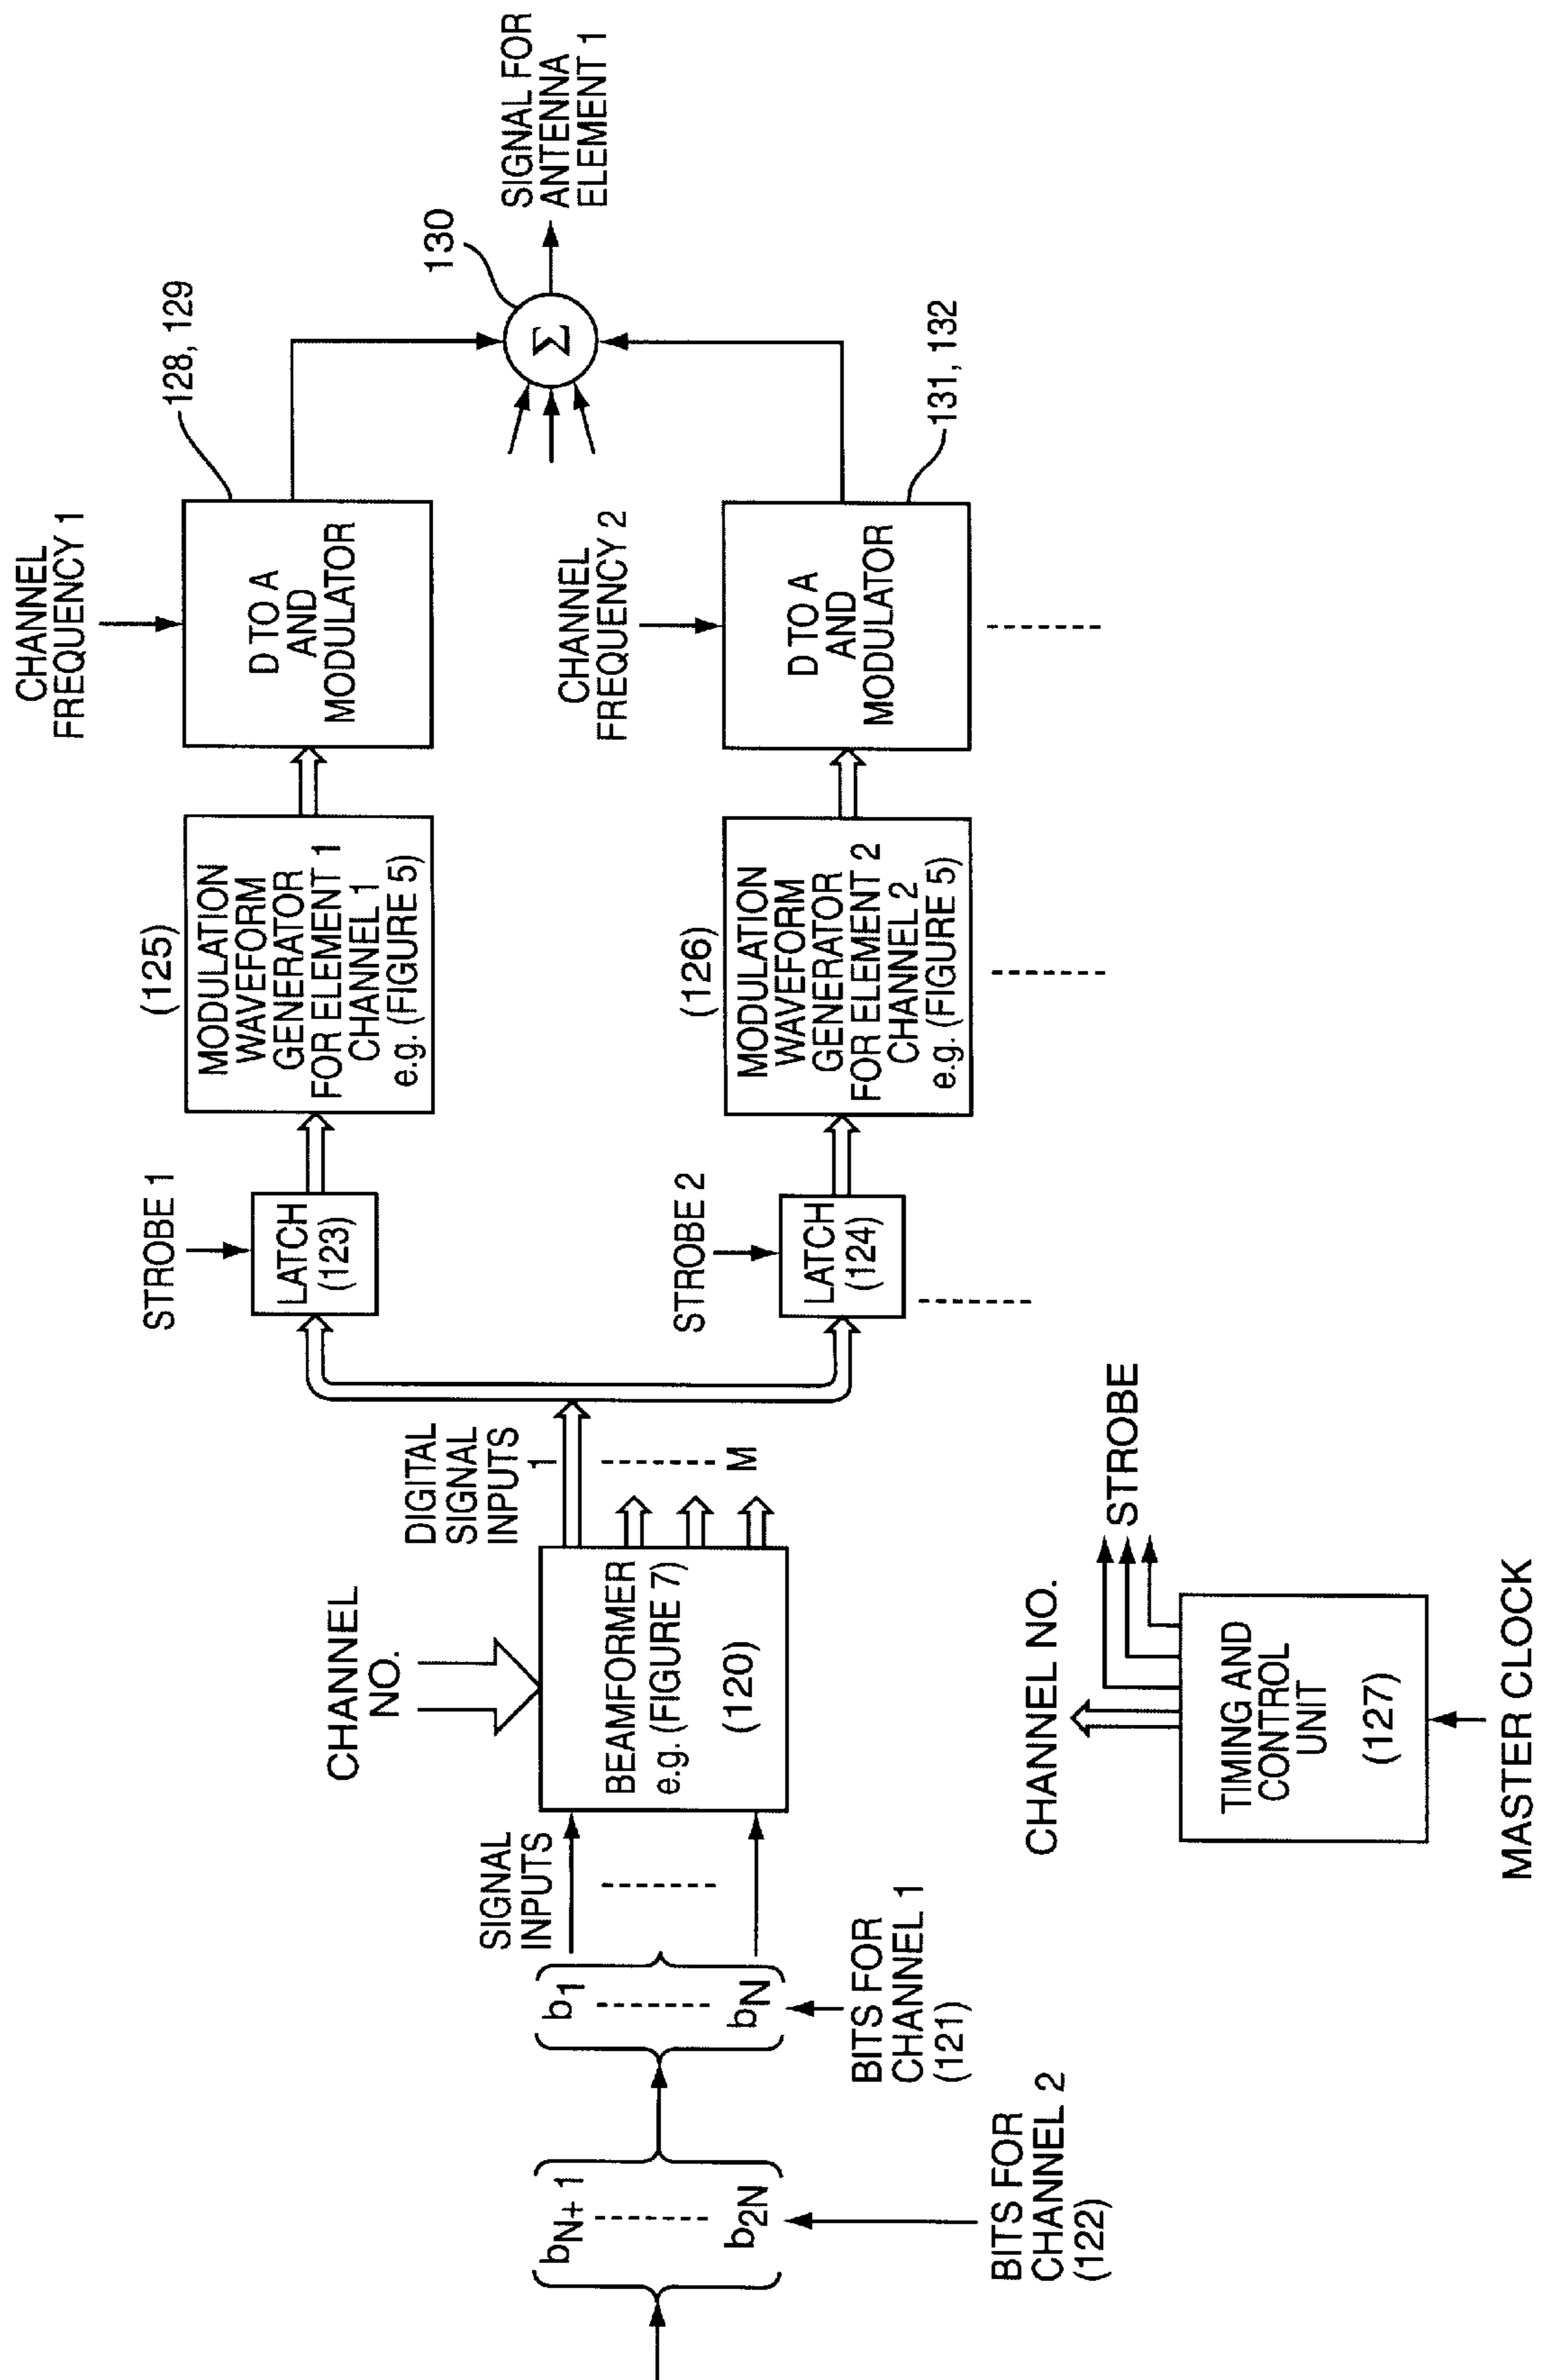 bN+1
b2N
BITS FOR
CHANNEL 2
(122)
b1
bN
BITS FOR
CHANNEL 1
(121)
SIGNAL
INPUTS
CHANNEL
NO.
BEAMFORMER
e.g. (FIGURE 7)
(120)
DIGITAL
SIGNAL
INPUTS
1
M
STROBE 1
LATCH
(123)
(125)
MODULATION
WAVEFORM
GENERATOR
FOR ELEMENT 1
CHANNEL 1
e.g. (FIGURE 5)
CHANNEL
FREQUENCY 1
D TO A
AND
MODULATOR
128, 129
STROBE 2
LATCH
(124)
(126)
MODULATION
WAVEFORM
GENERATOR
FOR ELEMENT 2
CHANNEL 2
e.g. (FIGURE 5)
CHANNEL
FREQUENCY 2
D TO A
AND
MODULATOR
131, 132
Σ
130
SIGNAL FOR
ANTENNA
ELEMENT 1
CHANNEL NO.
STROBE
TIMING AND
CONTROL
UNIT
(127)
MASTER CLOCK